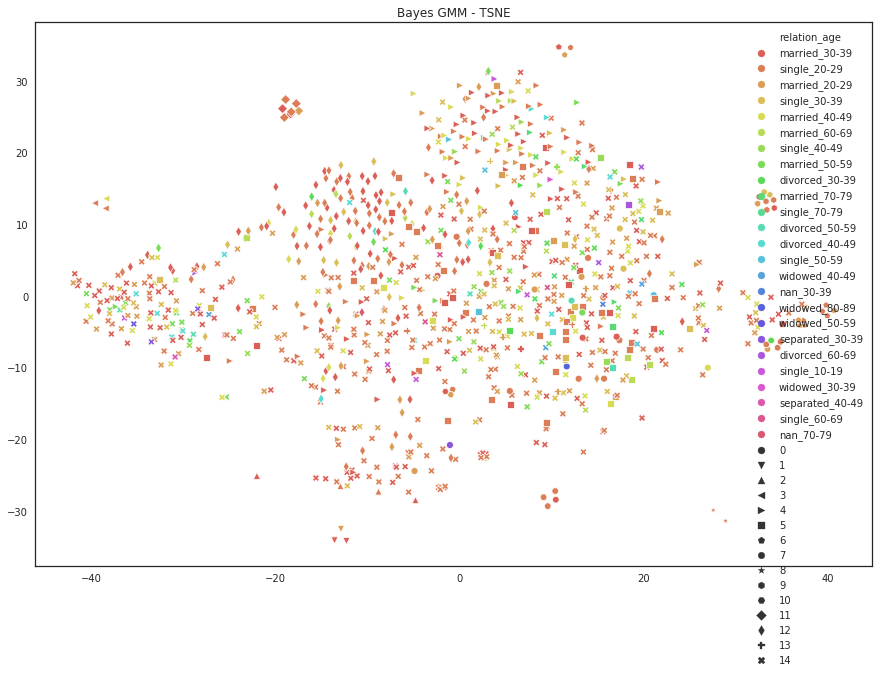 Bayes GMM - TSNE
30
20
10
0
−10
−20
−30
−40
−20
0
20
40
relation_age
married_30-39
single_20-29
married_20-29
single_30-39
married_40-49
married_60-69
single_40-49
married_50-59
divorced_30-39
married_70-79
single_70-79
divorced_50-59
divorced_40-49
single_50-59
widowed_40-49
nan_30-39
widowed_80-89
widowed_50-59
separated_30-39
divorced_60-69
single_10-19
widowed_30-39
separated_40-49
single_60-69
nan_70-79
0
1
2
3
4
5
6
7
8
9
10
11
12
13
14